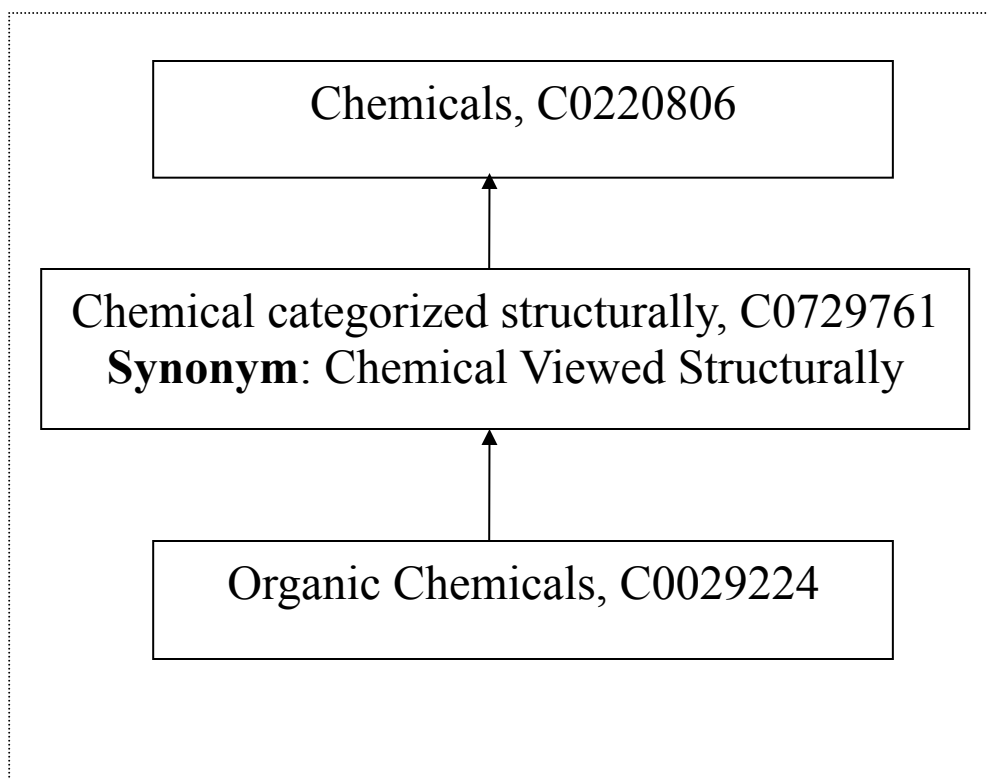 Chemicals, C0220806
Chemical categorized structurally, C0729761
Synonym: Chemical Viewed Structurally
Organic Chemicals, C0029224